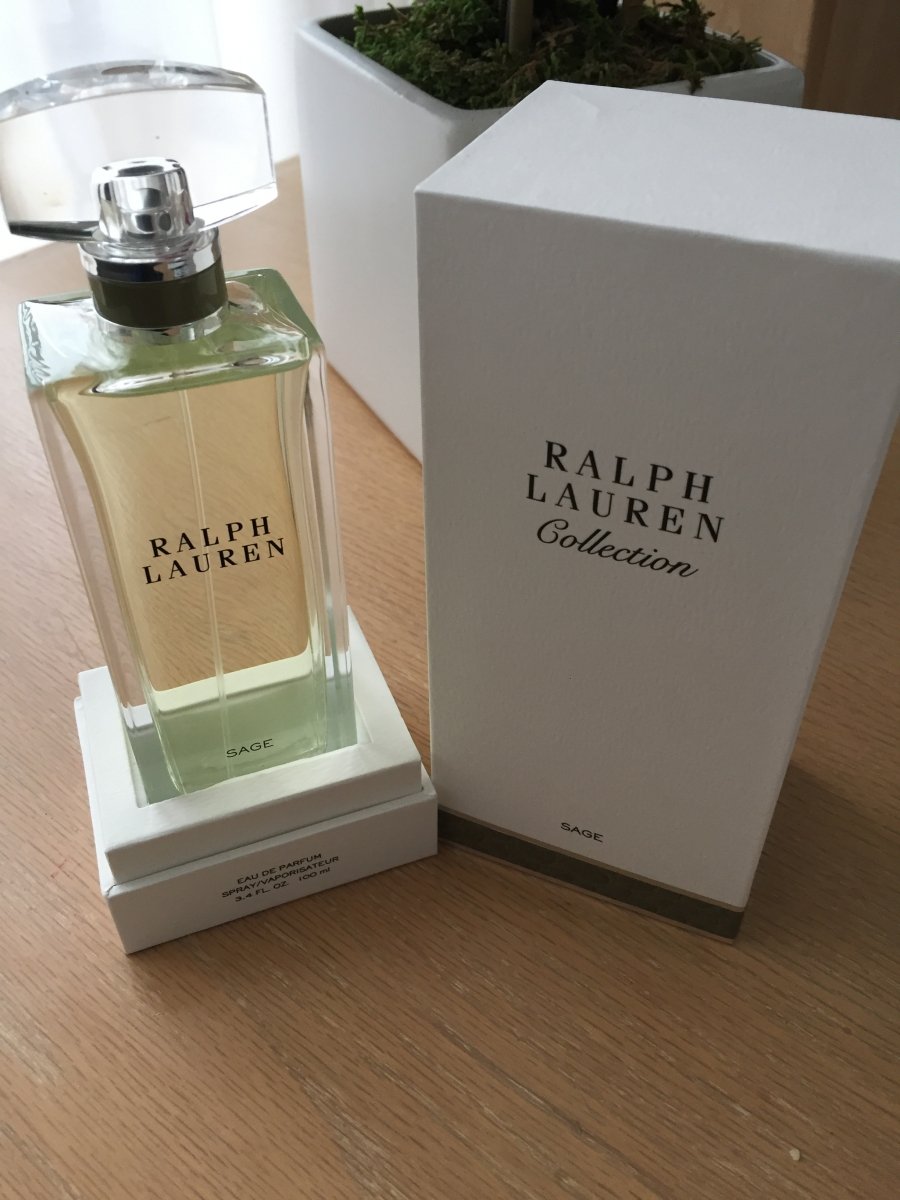 RALPH
LAUREN
SAGE
EAU DE PARFUM
SPRAY/VAPORISATEUR
3.4 FL. OZ. 100 ml
RALPH
LAUREN
Collection
SAGE